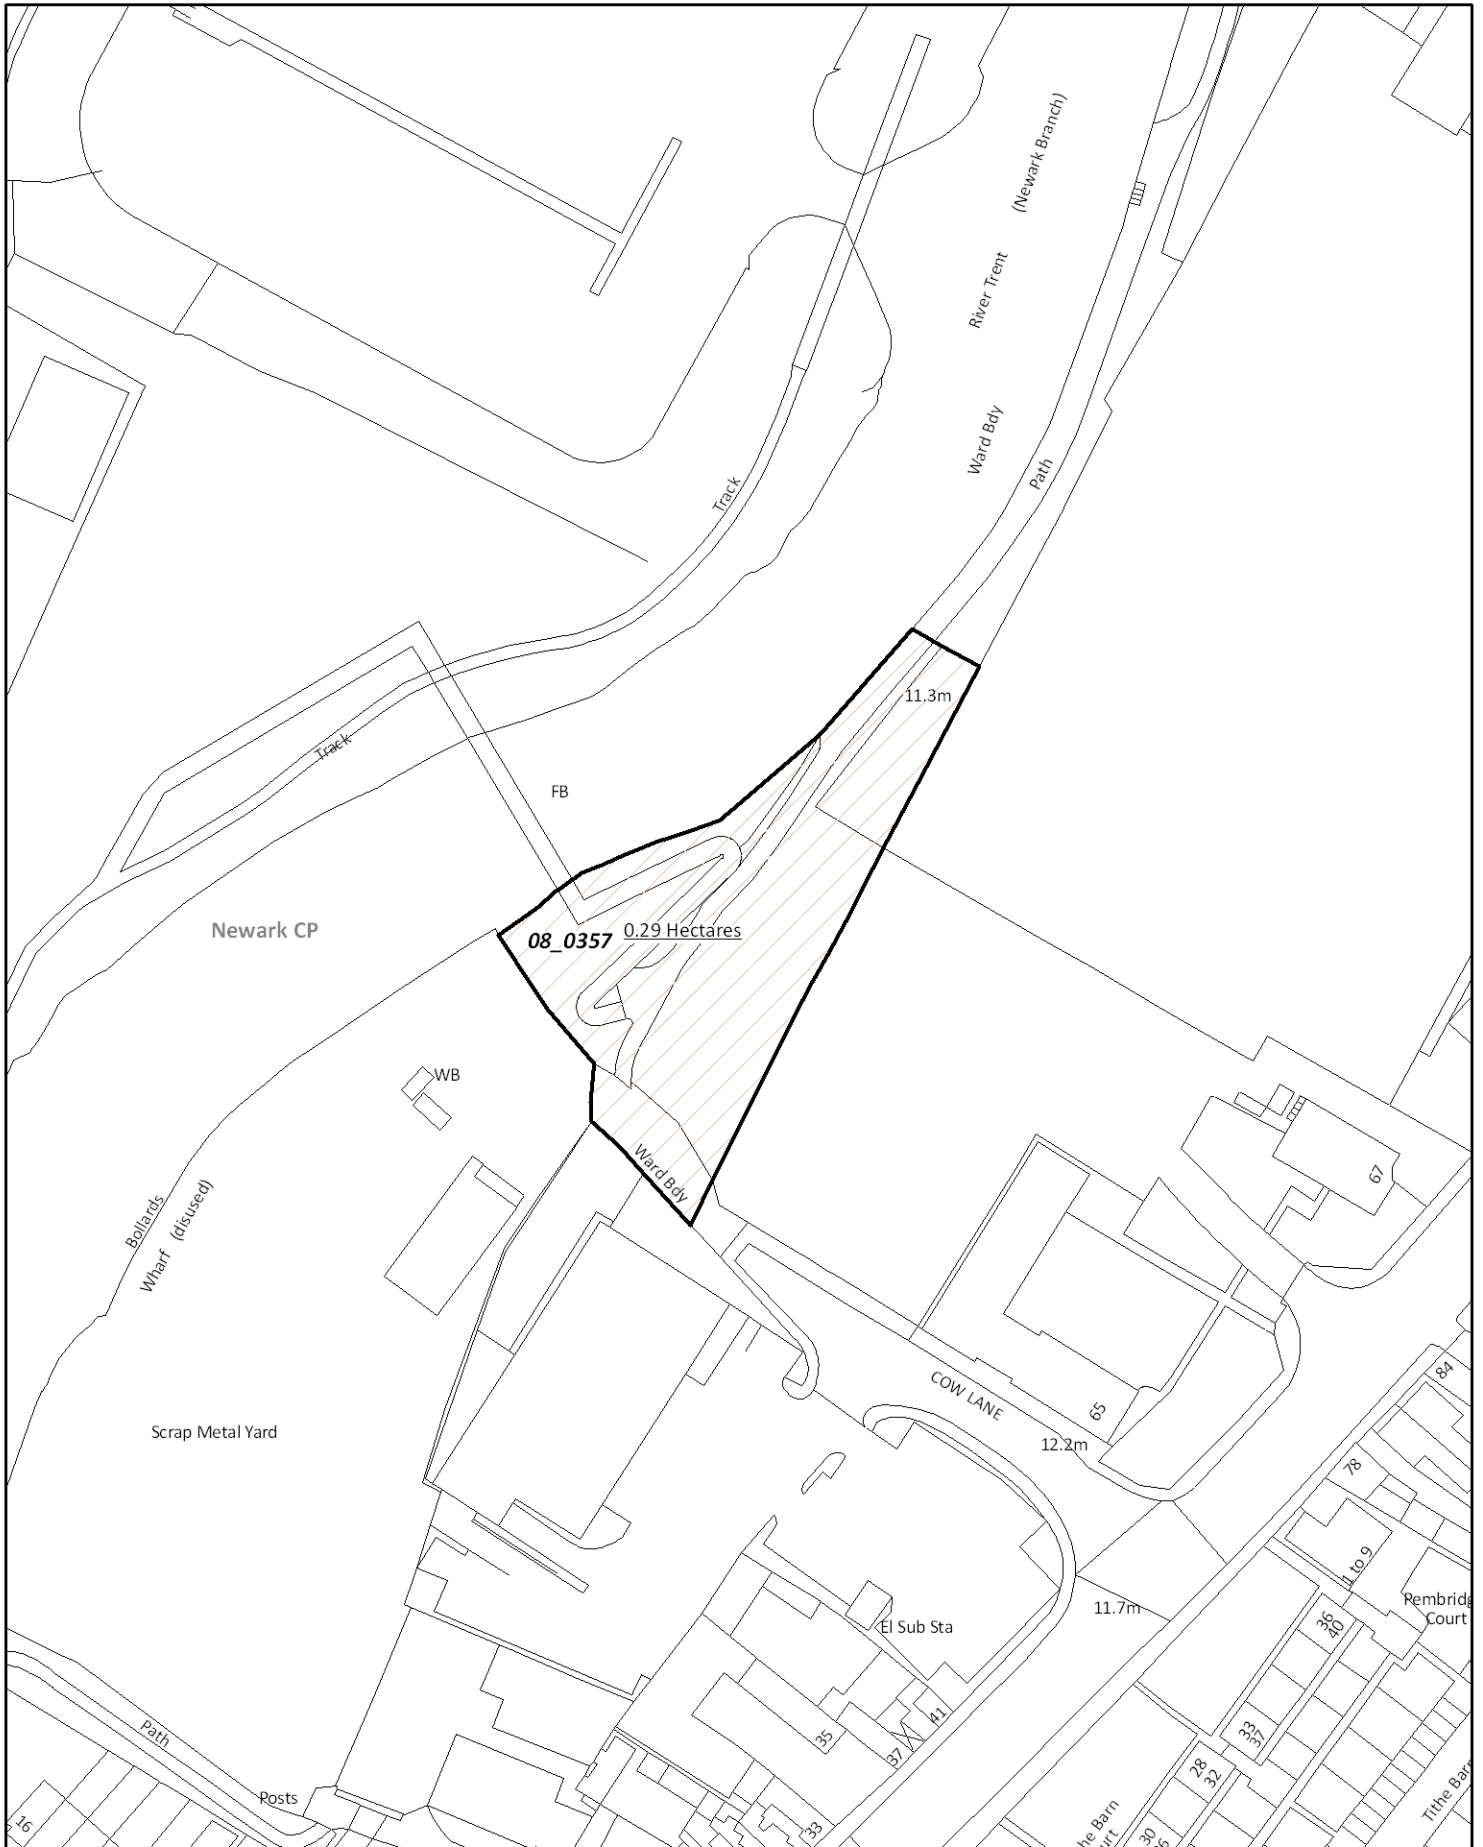 (Newark Branch)
River Trent
Ward Bdy
Path
Track
11.3m
Track
FB
Newark CP
08_0357
0.29 Hectares
WB
Ward Bdy
67
Bollards
Wharf (disused)
COW LANE
65
84
Scrap Metal Yard
12.2m
78
1 to 9
Pembridg
Court
11.7m
36
40
El Sub Sta
41
35
37
33
37
Path
28
32
Posts
Tithe Bar
16
33
he Barn
urt
30